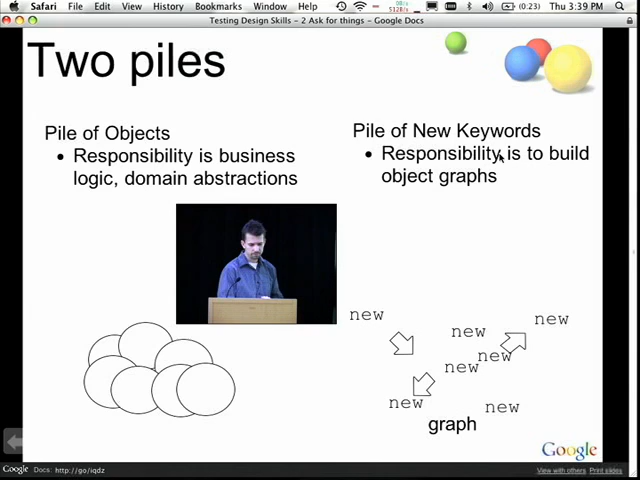 Safari File Edit View History Bookmarks Window Help (0:23) Thu 3:39 PM
Testing Design Skills - 2 Ask for things - Google Docs
Two piles
Pile of Objects
• Responsibility is business
logic, domain abstractions
Pile of New Keywords
• Responsibility is to build
object graphs
new
new
new
new
new
new
new
graph
Google
Google Docs: http://go/iqdz View with others Print slides